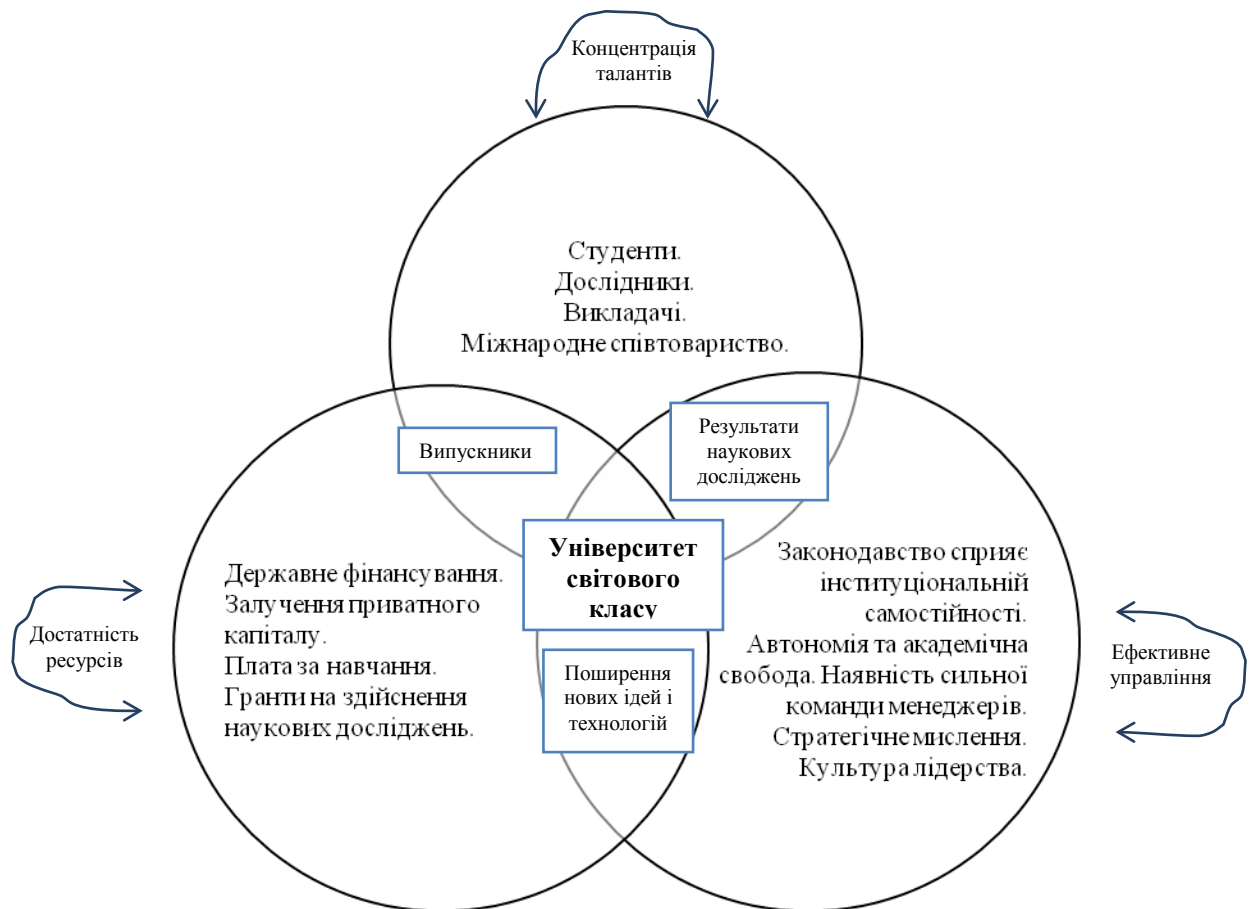 Концентрація
талантів
Студенти.
Дослідники.
Викладачі.
Міжнародне співтовариство.
Випускники
Результати
наукових
досліджень
Університет
світового
класу
Державне фінансування.
Залучення приватного
капіталу.
Плата за навчання.
Гранти на здійснення
наукових досліджень.
Достатність
ресурсів
Поширення
нових ідей і
технологій
Законодавство сприяє
інституціональній
самостійності.
Автономія та академічна
свобода. Наявність сильної
команди менеджерів.
Стратегічне мислення.
Культура лідерства.
Ефективне
управління